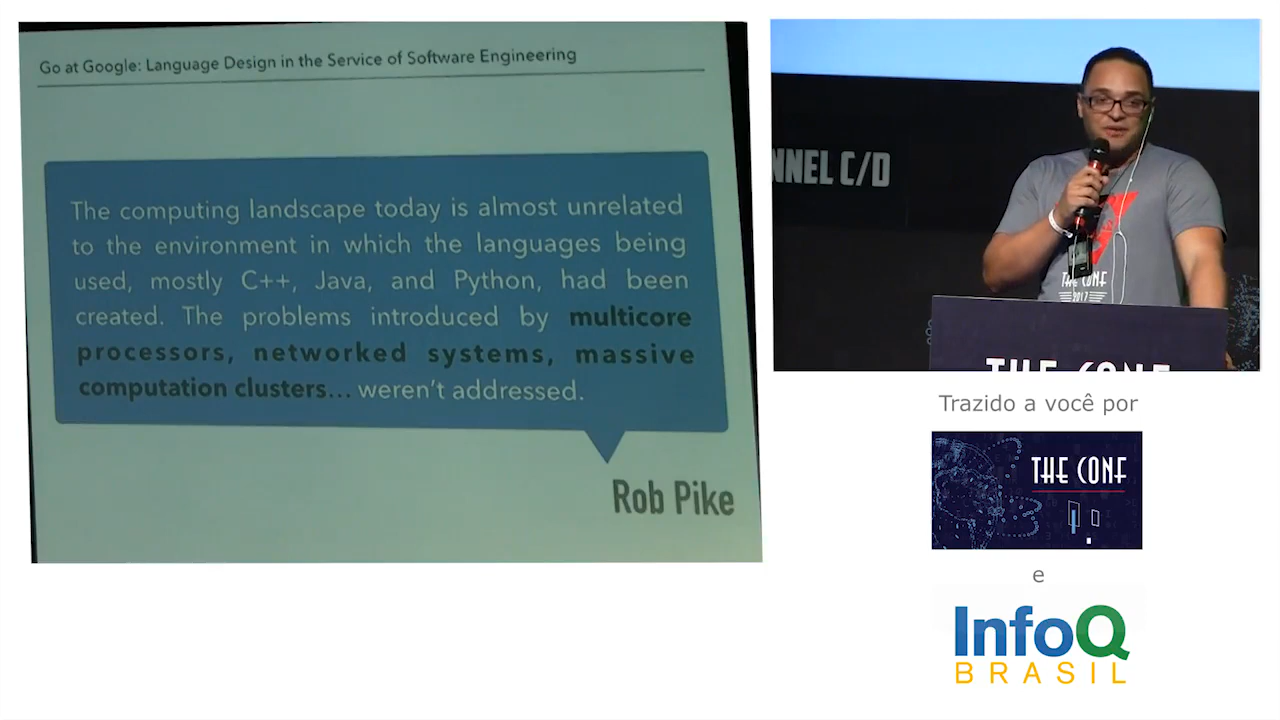 Go at Google: Language Design in the Service of Software Engineering
The computing landscape today is almost unrelated
to the environment in which the languages being
used, mostly C++, Java, and Python, had been
created. The problems introduced by multicore
processors, networked systems, massive
computation clusters... weren't addressed.
Rob Pike
NNEL C/D
THE CONF
2017
THE CONF
Trazido a você por
THE CONF
e
InfoQ
BRASIL